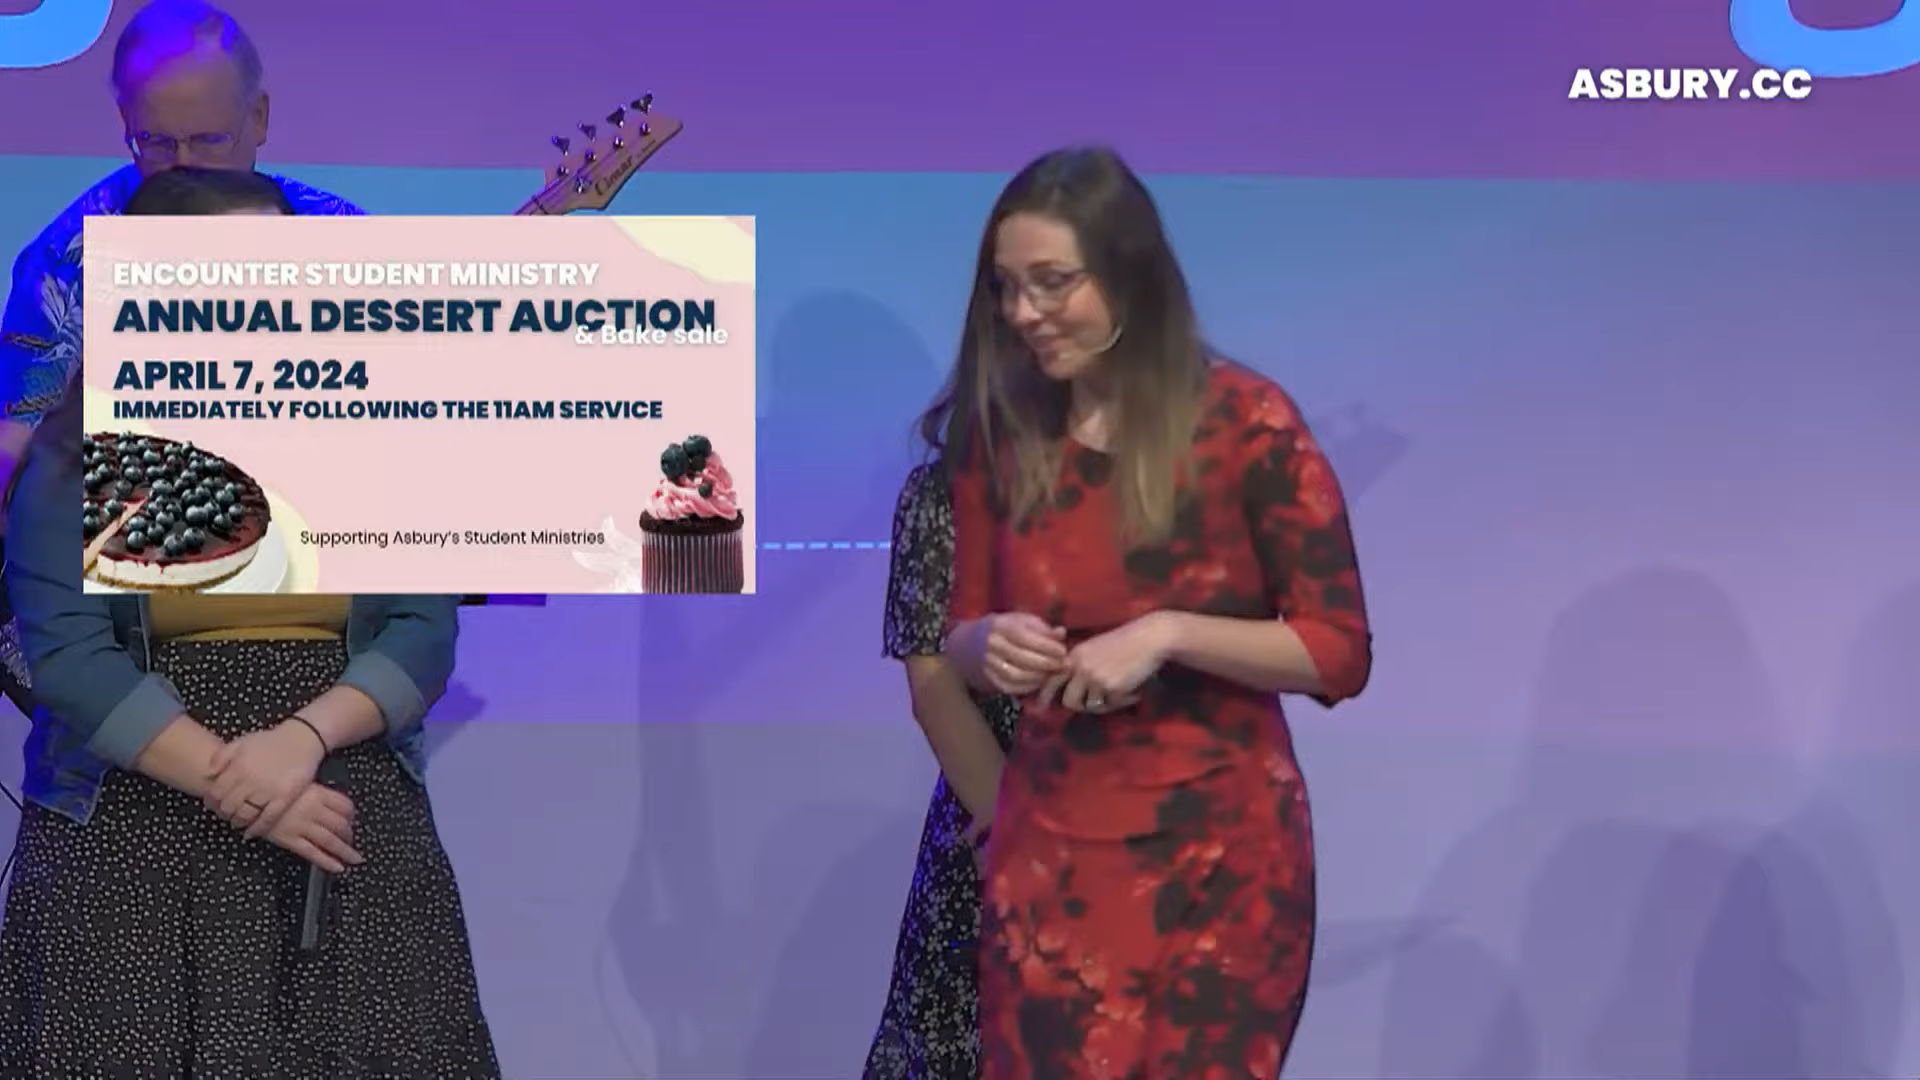 ASBURY.CC
Cimar
ENCOUNTER STUDENT MINISTRY
ANNUAL DESSERT AUCTION
& Bake sale
APRIL 7, 2024
IMMEDIATELY FOLLOWING THE 11AM SERVICE
Supporting Asbury's Student Ministries